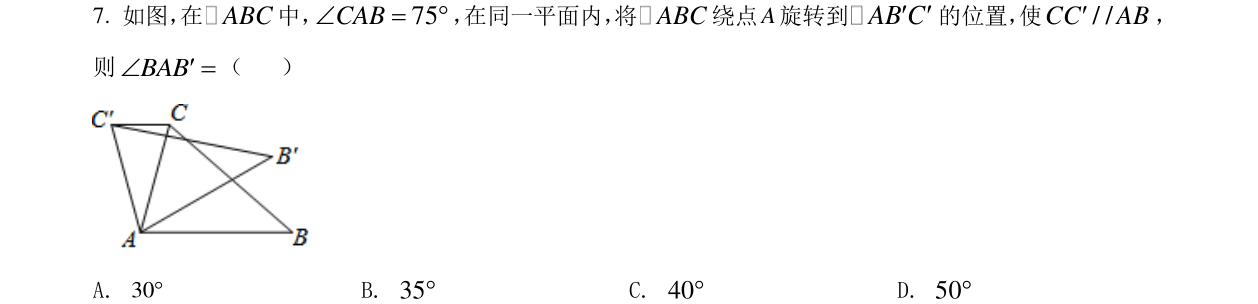 7. 如图,在□ABC中,∠CAB=75°,在同一平面内,将□ABC绕点A旋转到□AB′C′的位置,使CC′//AB,
则∠BAB′=(  )
C′ C
B′
A B
A. 30° B. 35° C. 40° D. 50°